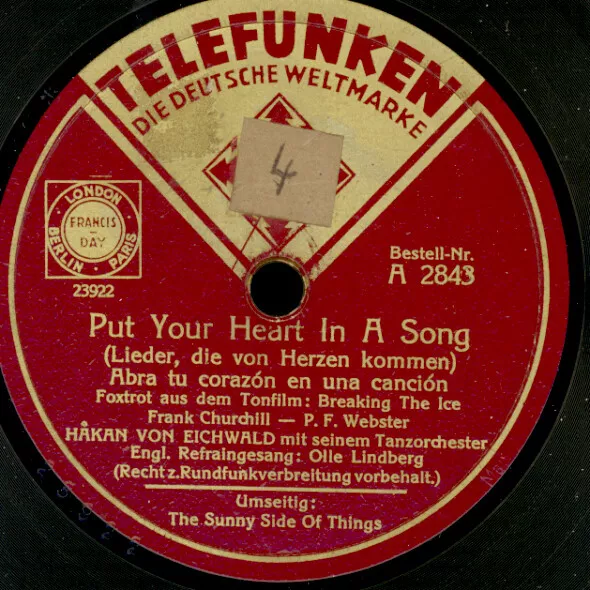 TELEFUNKEN
DIE DEUTSCHE WELTMARKE
4
LONDON
FRANCIS
DAY
BERLIN · PARIS
23922
Bestell-Nr.
A 2843
Put Your Heart In A Song
(Lieder, die von Herzen kommen)
Abra tu corazón en una canción
Foxtrot aus dem Tonfilm: Breaking The Ice
Frank Churchill — P. F. Webster
HÅKAN VON EICHWALD mit seinem Tanzorchester
Engl. Refraingesang: Olle Lindberg
(Recht z. Rundfunkverbreitung vorbehalt.)
Umseitig:
The Sunny Side Of Things